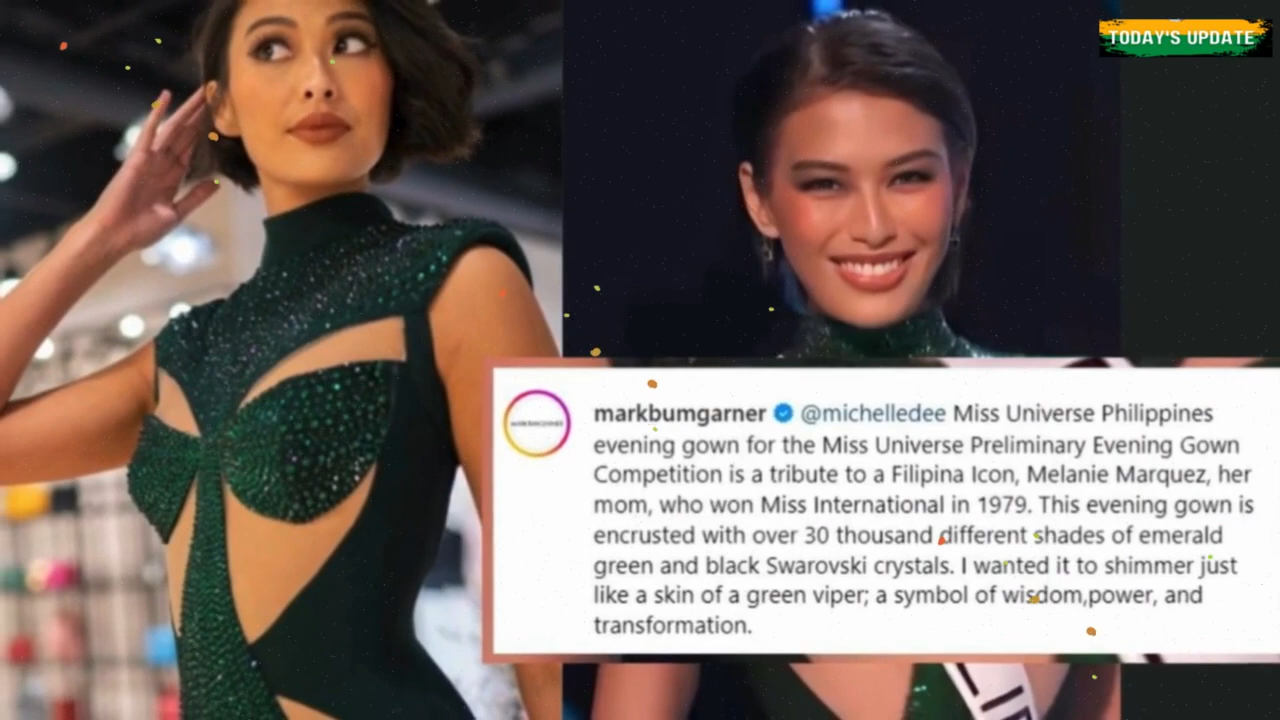 TODAY'S UPDATE
markbumgarner @michelledee Miss Universe Philippines
evening gown for the Miss Universe Preliminary Evening Gown
Competition is a tribute to a Filipina Icon, Melanie Marquez, her
mom, who won Miss International in 1979. This evening gown is
encrusted with over 30 thousand different shades of emerald
green and black Swarovski crystals. I wanted it to shimmer just
like a skin of a green viper; a symbol of wisdom,power, and
transformation.